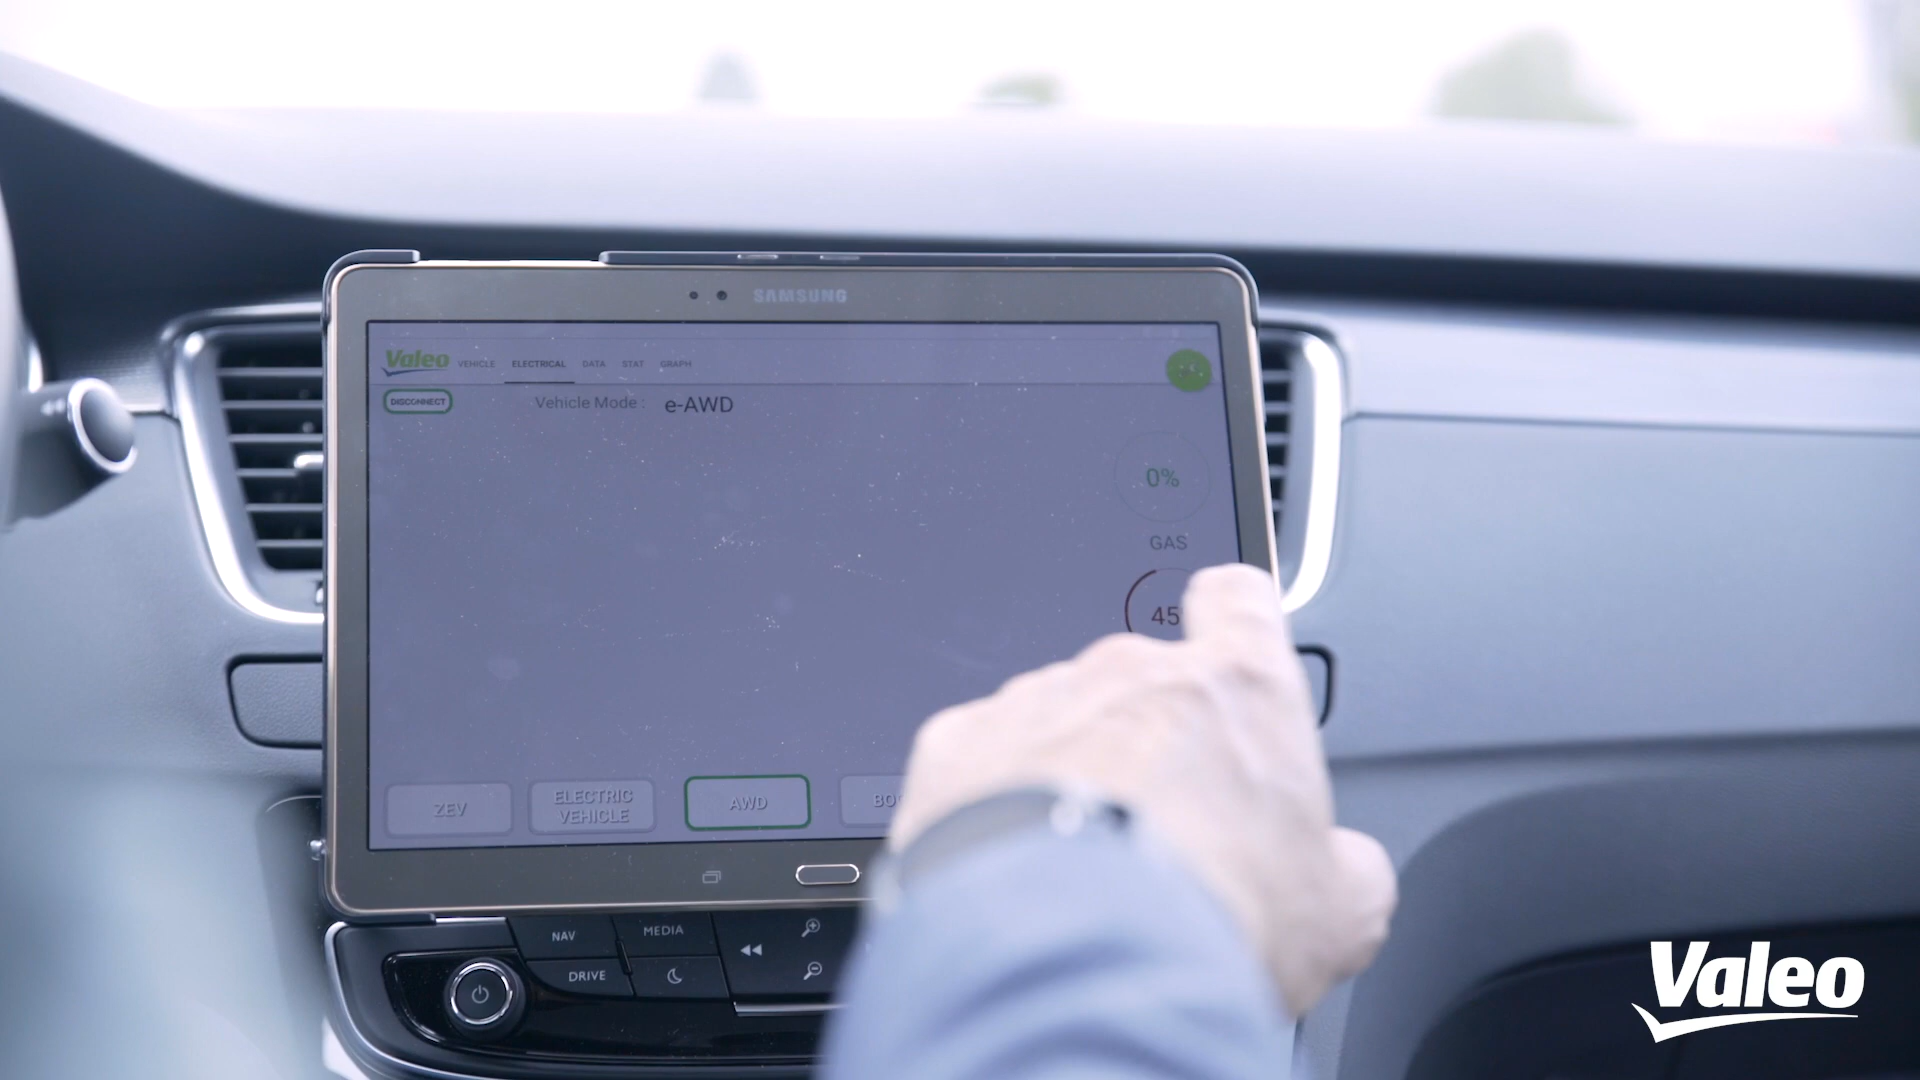 SAMSUNG
Valeo VEHICLE ELECTRICAL DATA STAT GRAPH
DISCONNECT Vehicle Mode : e-AWD
0%
GAS
45
ZEV
ELECTRIC
VEHICLE
AWD
NAV
MEDIA
DRIVE
Valeo